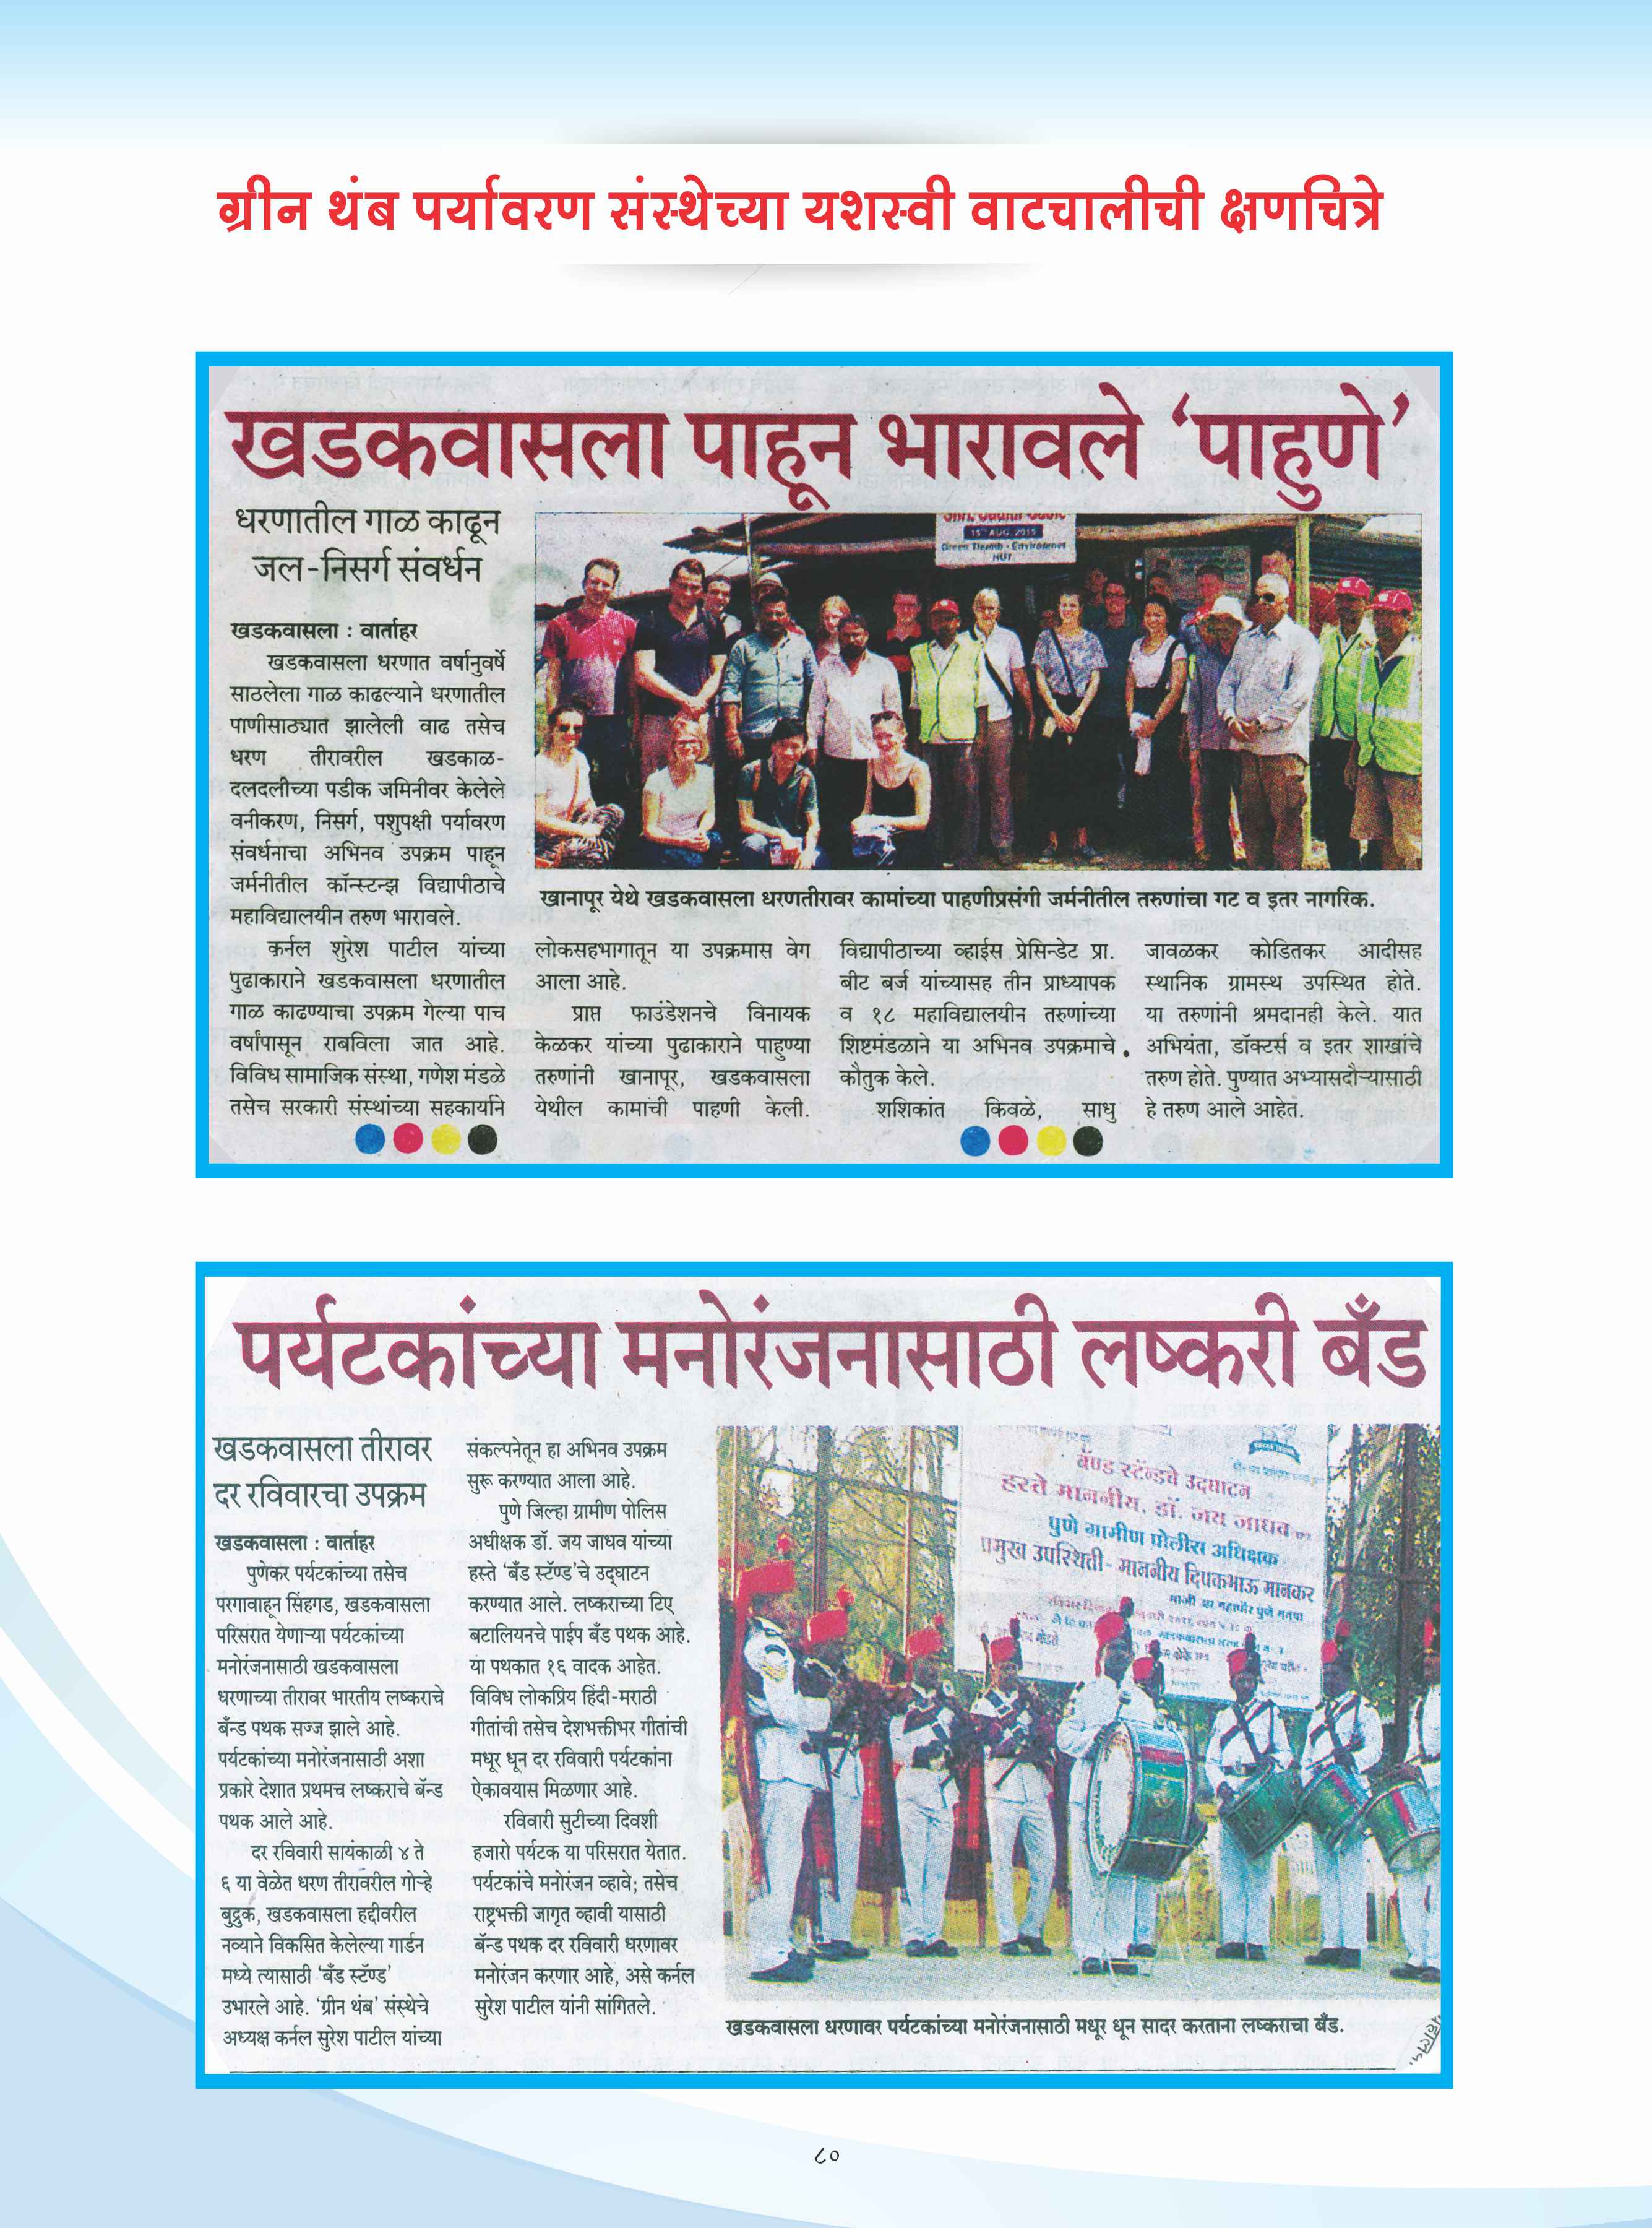 ग्रीन थंब पर्यावरण संस्थेच्या यशस्वी वाटचालीची क्षणचित्रे
खडकवासला पाहून भारावले ‘पाहुणे’
धरणातील गाळ काढून
जल-निसर्ग संवर्धन
15TH AUG. 2015
Green Thumb - Environmet
HUT
खडकवासला : वार्ताहर
खडकवासला धरणात वर्षानुवर्षे
साठलेला गाळ काढल्याने धरणातील
पाणीसाठ्यात झालेली वाढ तसेच
धरण तीरावरील खडकाळ-
दलदलीच्या पडीक जमिनीवर केलेले
वनीकरण, निसर्ग, पशुपक्षी पर्यावरण
संवर्धनाचा अभिनव उपक्रम पाहून
जर्मनीतील कॉन्स्टन्झ विद्यापीठाचे
महाविद्यालयीन तरुण भारावले.
कर्नल शुरेश पाटील यांच्या
पुढाकाराने खडकवासला धरणातील
गाळ काढण्याचा उपक्रम गेल्या पाच
वर्षांपासून राबविला जात आहे.
विविध सामाजिक संस्था, गणेश मंडळे
तसेच सरकारी संस्थांच्या सहकार्याने
खानापूर येथे खडकवासला धरणतीरावर कामांच्या पाहणीप्रसंगी जर्मनीतील तरुणांचा गट व इतर नागरिक.
लोकसहभागातून या उपक्रमास वेग
आला आहे.
प्राप्त फाउंडेशनचे विनायक
केळकर यांच्या पुढाकाराने पाहुण्या
तरुणांनी खानापूर, खडकवासला
येथील कामाची पाहणी केली.
विद्यापीठाच्या व्हाईस प्रेसिन्डेट प्रा.
बीट बर्ज यांच्यासह तीन प्राध्यापक
व १८ महाविद्यालयीन तरुणांच्या
शिष्टमंडळाने या अभिनव उपक्रमाचे
कौतुक केले.
शशिकांत किवळे, साधु
जावळकर कोडितकर आदीसह
स्थानिक ग्रामस्थ उपस्थित होते.
या तरुणांनी श्रमदानही केले. यात
अभियंता, डॉक्टर्स व इतर शाखांचे
तरुण होते. पुण्यात अभ्यासदौऱ्यासाठी
हे तरुण आले आहेत.
पर्यटकांच्या मनोरंजनासाठी लष्करी बँड
खडकवासला तीरावर
दर रविवारचा उपक्रम
खडकवासला : वार्ताहर
पुणेकर पर्यटकांच्या तसेच
परगावाहून सिंहगड, खडकवासला
परिसरात येणाऱ्या पर्यटकांच्या
मनोरंजनासाठी खडकवासला
धरणाच्या तीरावर भारतीय लष्कराचे
बँन्ड पथक सज्ज झाले आहे.
पर्यटकांच्या मनोरंजनासाठी अशा
प्रकारे देशात प्रथमच लष्कराचे बॅन्ड
पथक आले आहे.
दर रविवारी सायंकाळी ४ ते
६ या वेळेत धरण तीरावरील गोऱ्हे
बुद्रुक, खडकवासला हद्दीवरील
नव्याने विकसित केलेल्या गार्डन
मध्ये त्यासाठी ‘बँड स्टॅण्ड’
उभारले आहे. ‘ग्रीन थंब’ संस्थेचे
अध्यक्ष कर्नल सुरेश पाटील यांच्या
संकल्पनेतून हा अभिनव उपक्रम
सुरू करण्यात आला आहे.
पुणे जिल्हा ग्रामीण पोलिस
अधीक्षक डॉ. जय जाधव यांच्या
हस्ते ‘बँड स्टॅण्ड’चे उद्घाटन
करण्यात आले. लष्कराच्या टिए
बटालियनचे पाईप बँड पथक आहे.
या पथकात १६ वादक आहेत.
विविध लोकप्रिय हिंदी-मराठी
गीतांची तसेच देशभक्तीभर गीतांची
मधूर धून दर रविवारी पर्यटकांना
ऐकावयास मिळणार आहे.
रविवारी सुटीच्या दिवशी
हजारो पर्यटक या परिसरात येतात.
पर्यटकांचे मनोरंजन व्हावे; तसेच
राष्ट्रभक्ती जागृत व्हावी यासाठी
बॅन्ड पथक दर रविवारी धरणावर
मनोरंजन करणार आहे, असे कर्नल
सुरेश पाटील यांनी सांगितले.
बॅण्ड स्टॅन्डचे उद्घाटन
हस्ते माननीय. डॉ. जय जाधव
पुणे ग्रामीण पोलीस अधिक्षक
प्रमुख उपस्थिती- माननीय दिपकभाऊ मानकर
खडकवासला धरणावर पर्यटकांच्या मनोरंजनासाठी मधूर धून सादर करताना लष्कराचा बँड.
८०